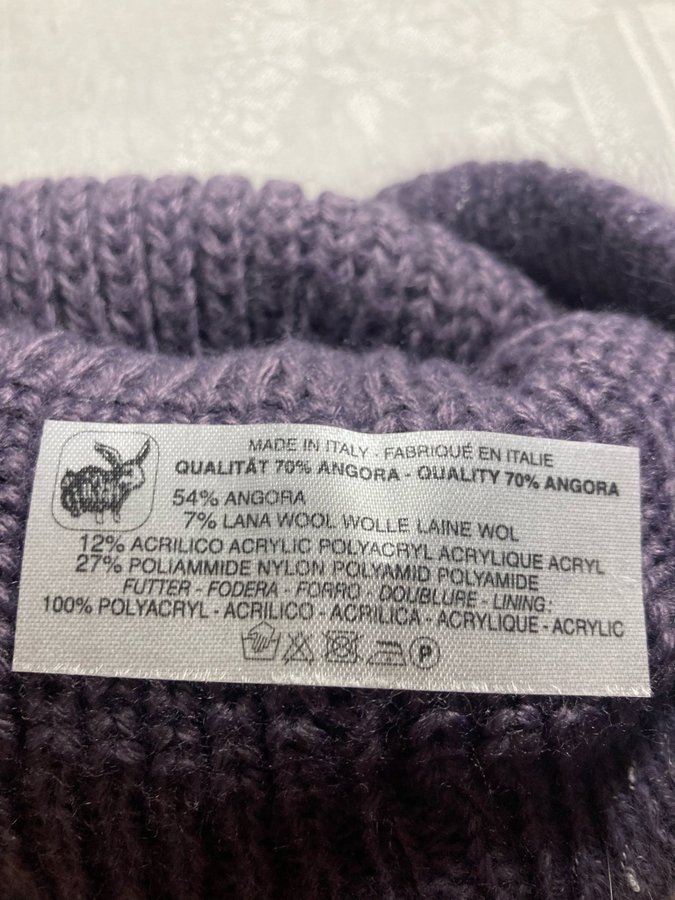 MADE IN ITALY - FABRIQUÉ EN ITALIE
QUALITÄT 70% ANGORA - QUALITY 70% ANGORA
54% ANGORA
7% LANA WOOL WOLLE LAINE WOL
12% ACRILICO ACRYLIC POLYACRYL ACRYLIQUE ACRYL
27% POLIAMMIDE NYLON POLYAMID POLYAMIDE
FUTTER - FODERA - FORRO - DOUBLURE - LINING:
100% POLYACRYL - ACRILICO - ACRILICA - ACRYLIQUE - ACRYLIC
P